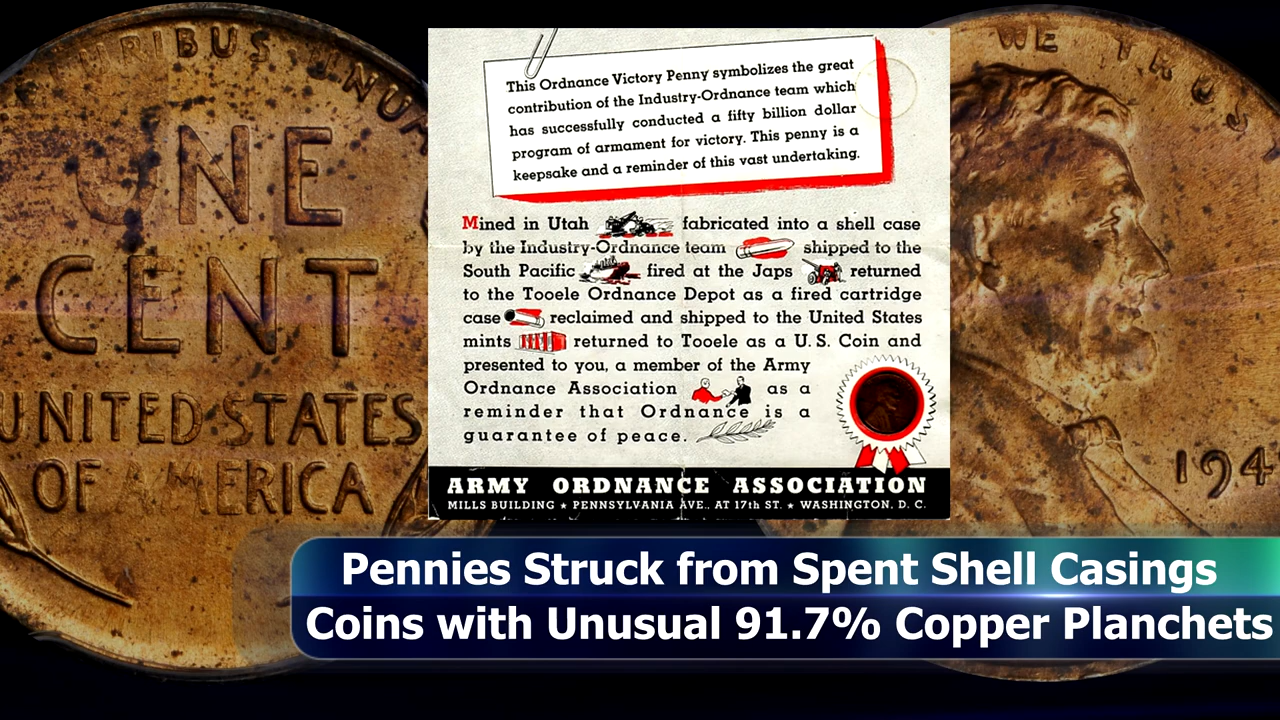 PLURIBUS UNUM
ONE
CENT
UNITED STATES
OF AMERICA
This Ordnance Victory Penny symbolizes the great
contribution of the Industry-Ordnance team which
has successfully conducted a fifty billion dollar
program of armament for victory. This penny is a
keepsake and a reminder of this vast undertaking.
Mined in Utah fabricated into a shell case
by the Industry-Ordnance team shipped to the
South Pacific fired at the Japs returned
to the Tooele Ordnance Depot as a fired cartridge
case reclaimed and shipped to the United States
mints returned to Tooele as a U.S. Coin and
presented to you, a member of the Army
Ordnance Association as a
reminder that Ordnance is a
guarantee of peace.
ARMY ORDNANCE ASSOCIATION
MILLS BUILDING ★ PENNSYLVANIA AVE., AT 17th ST. ★ WASHINGTON, D. C.
WE TRUS
194
Pennies Struck from Spent Shell Casings
Coins with Unusual 91.7% Copper Planchets